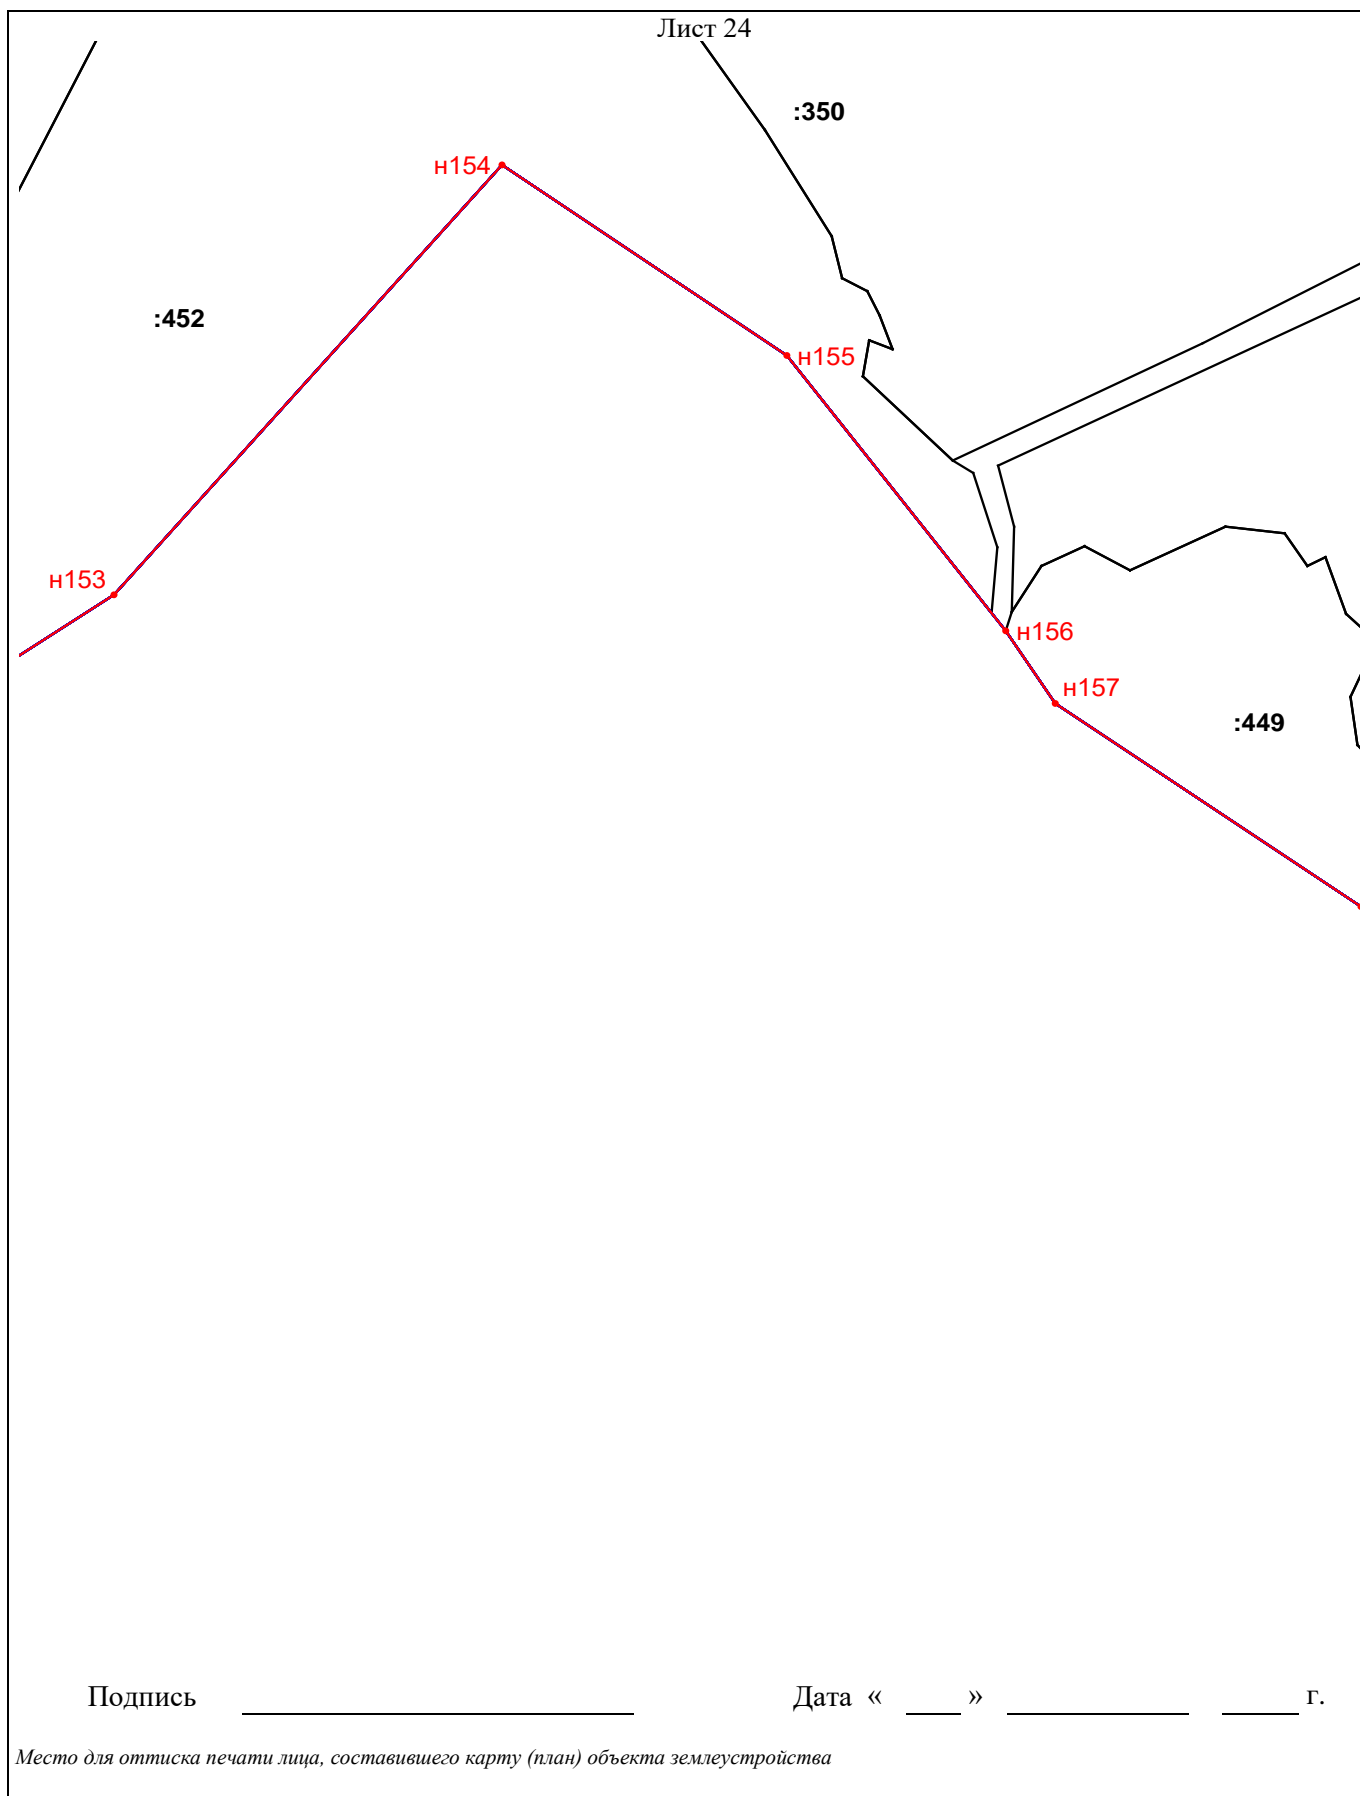 Лист 24
:350
н154
:452
н155
н153
н156
н157
:449
Подпись Дата « » г.
Место для оттиска печати лица, составившего карту (план) объекта землеустройства